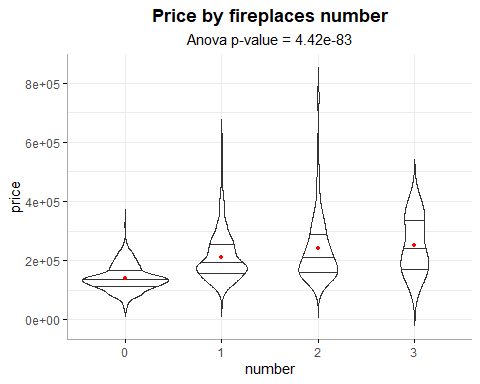 Price by fireplaces number
Anova p-value = 4.42e-83
8e+05
6e+05
4e+05
2e+05
0e+00
price
0 1 2 3
number